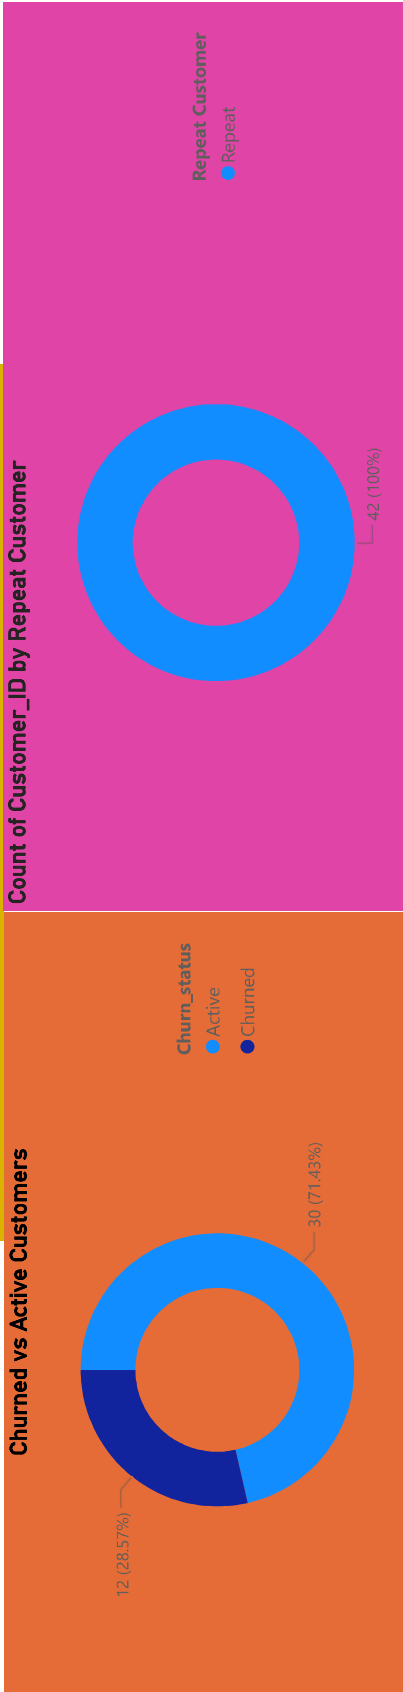 Churned vs Active Customers
12 (28.57%)
30 (71.43%)
Churn_status
Active
Churned
Count of Customer_ID by Repeat Customer
42 (100%)
Repeat Customer
Repeat